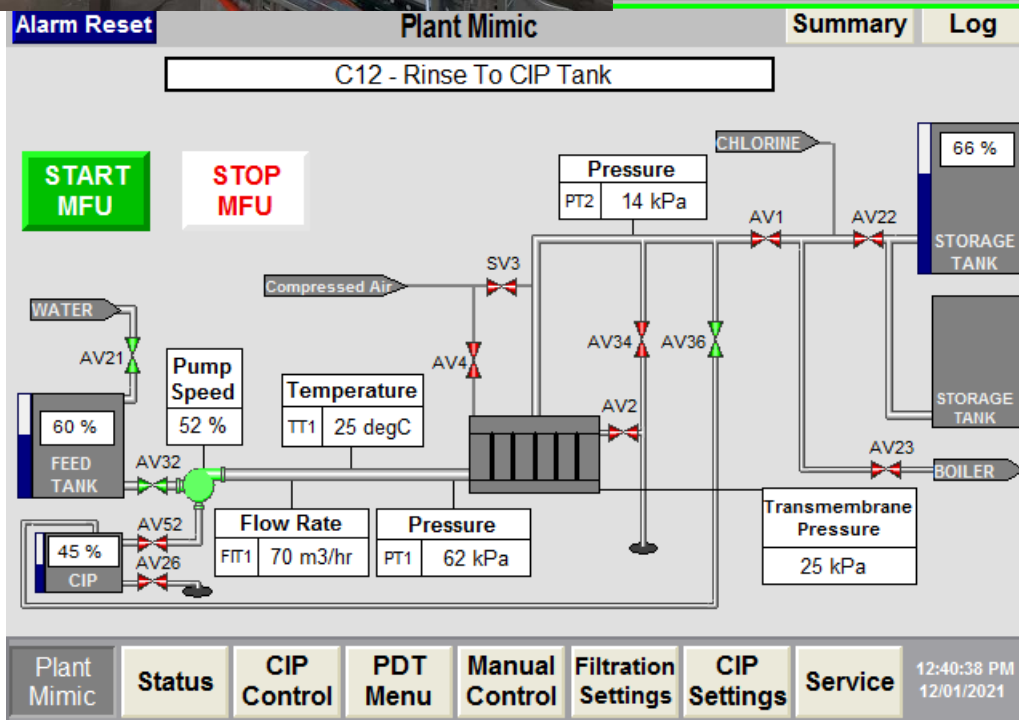 Alarm Reset
Plant Mimic
Summary
Log
C12 - Rinse To CIP Tank
START
MFU
STOP
MFU
CHLORINE
66 %
STORAGE
TANK
Pressure
PT2 14 kPa
AV1
AV22
SV3
Compressed Air
WATER
AV21
AV4
AV34
AV36
Pump
Speed
52 %
Temperature
TT1 25 degC
AV2
STORAGE
TANK
60 %
FEED
TANK
AV32
AV23
BOILER
AV52
Flow Rate
FIT1 70 m3/hr
Pressure
PT1 62 kPa
Transmembrane
Pressure
25 kPa
45 %
CIP
AV26
Plant
Mimic
Status
CIP
Control
PDT
Menu
Manual
Control
Filtration
Settings
CIP
Settings
Service
12:40:38 PM
12/01/2021